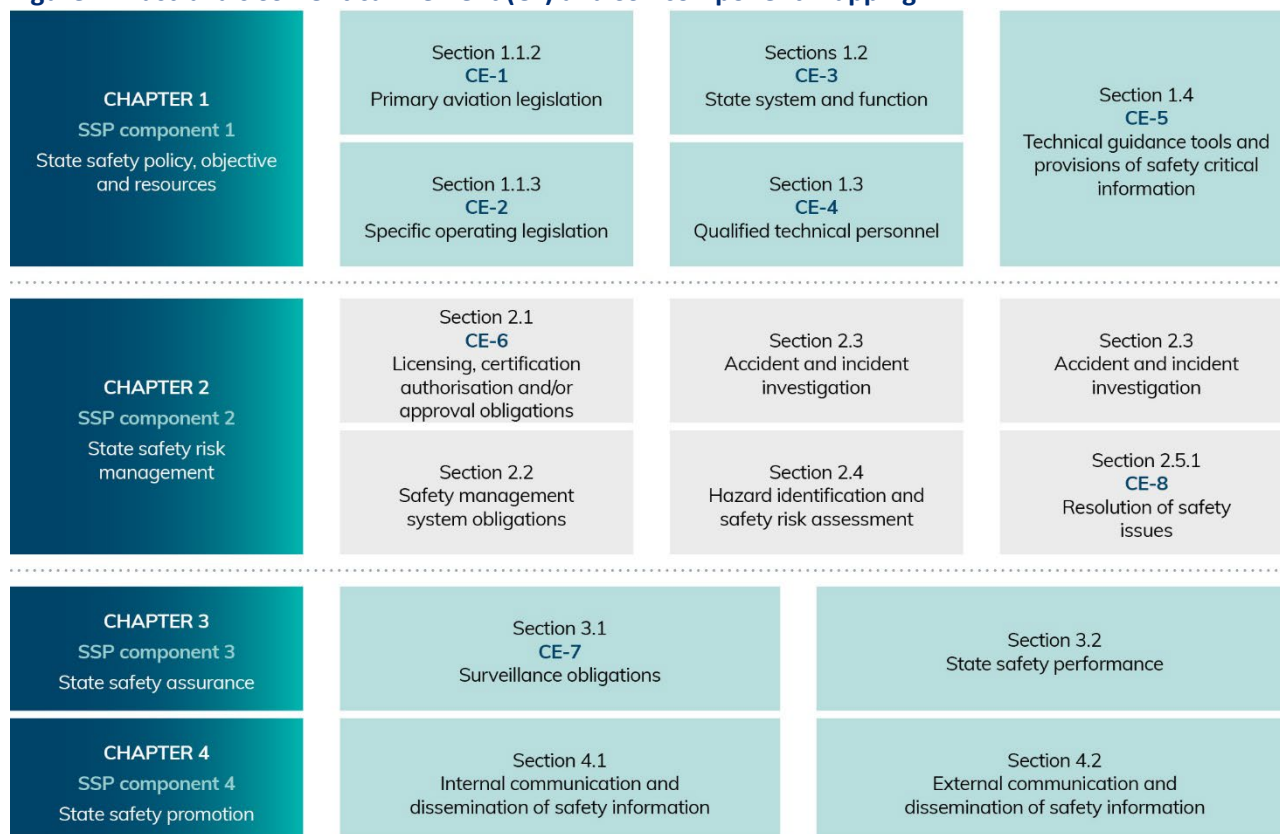 CHAPTER 1
SSP component 1
State safety policy, objective
and resources
Section 1.1.2
CE-1
Primary aviation legislation
Sections 1.2
CE-3
State system and function
Section 1.4
CE-5
Technical guidance tools and
provisions of safety critical
information
Section 1.1.3
CE-2
Specific operating legislation
Section 1.3
CE-4
Qualified technical personnel
CHAPTER 2
SSP component 2
State safety risk
management
Section 2.1
CE-6
Licensing, certification
authorisation and/or
approval obligations
Section 2.3
Accident and incident
investigation
Section 2.3
Accident and incident
investigation
Section 2.2
Safety management
system obligations
Section 2.4
Hazard identification and
safety risk assessment
Section 2.5.1
CE-8
Resolution of safety
issues
CHAPTER 3
SSP component 3
State safety assurance
Section 3.1
CE-7
Surveillance obligations
Section 3.2
State safety performance
CHAPTER 4
SSP component 4
State safety promotion
Section 4.1
Internal communication and
dissemination of safety information
Section 4.2
External communication and
dissemination of safety information